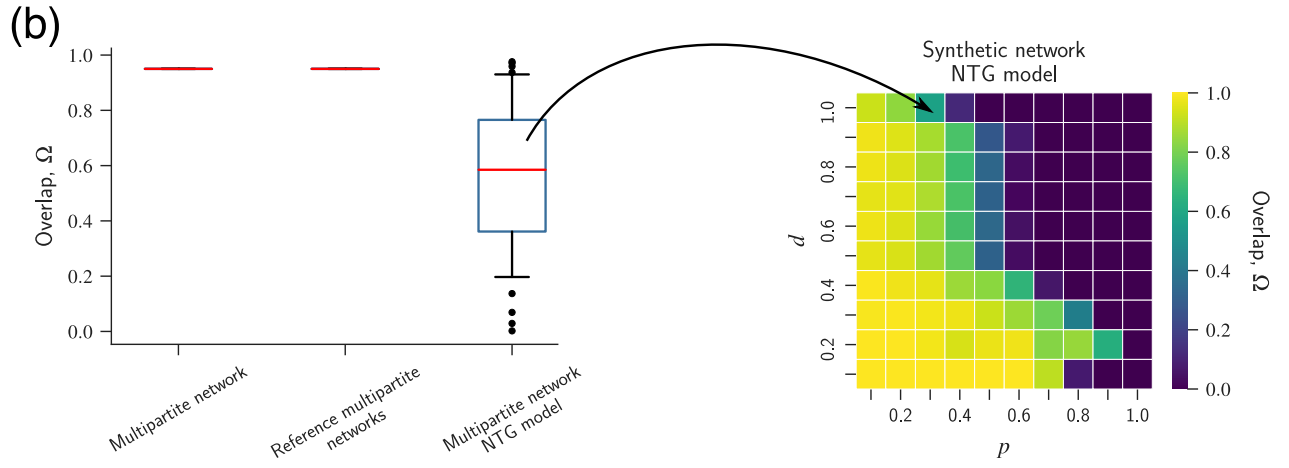 (b)
1.0
0.8
0.6
0.4
0.2
0.0
Overlap, Ω
Multipartite network
Reference multipartite
networks
Multipartite network
NTG model
Synthetic network
NTG model
1.0
0.8
0.6
0.4
0.2
d
0.2
0.4
0.6
0.8
1.0
p
1.0
0.8
0.6
0.4
0.2
0.0
Overlap, Ω